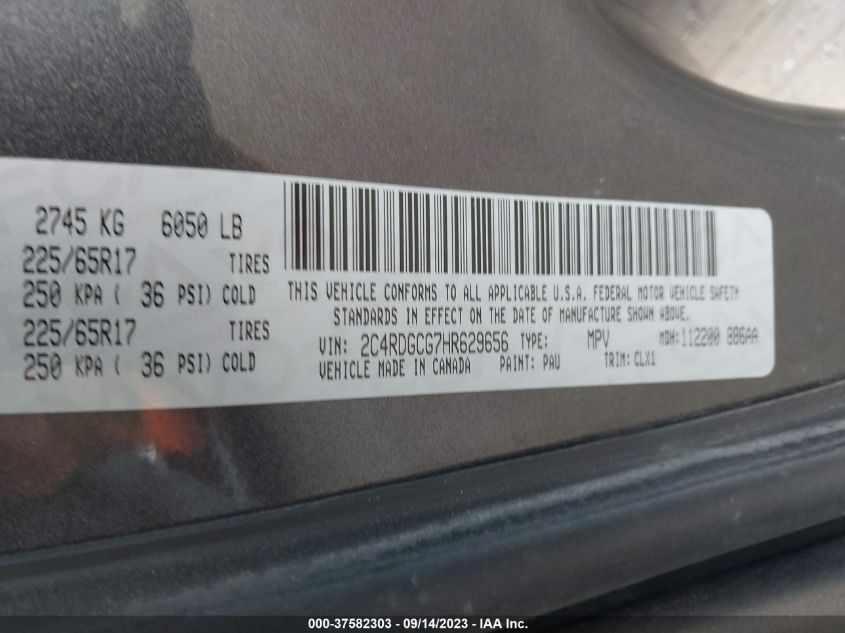 2745 KG 6050 LB
225/65R17 TIRES
250 KPA ( 36 PSI) COLD
225/65R17 TIRES
250 KPA ( 36 PSI) COLD
THIS VEHICLE CONFORMS TO ALL APPLICABLE U.S.A. FEDERAL MOTOR VEHICLE SAFETY
STANDARDS IN EFFECT ON THE DATE OF MANUFACTURE SHOWN ABOVE.
VIN: 2C4RDGCG7HR629656 TYPE: MPV MDH:112200 886AA
VEHICLE MADE IN CANADA PAINT: PAU TRIM: CLX1
000-37582303 - 09/14/2023 - IAA Inc.